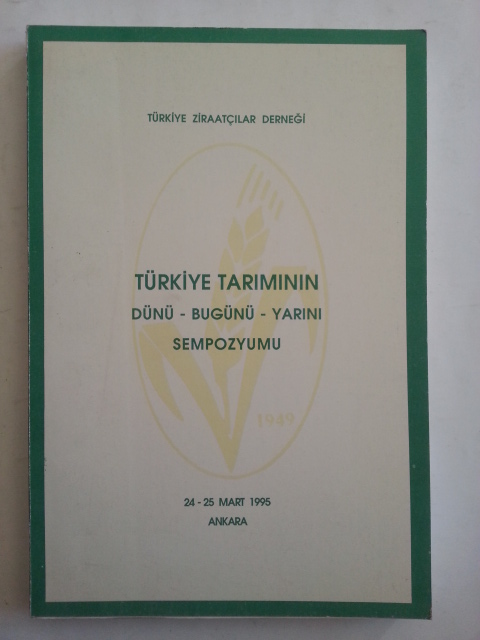 TÜRKİYE ZİRAATÇILAR DERNEĞİ
TÜRKİYE TARIMININ
DÜNÜ - BUGÜNÜ - YARINI
SEMPOZYUMU
1949
24 - 25 MART 1995
ANKARA